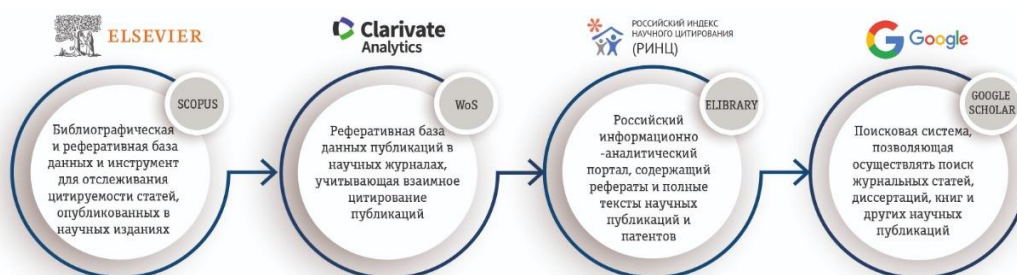 ELSEVIER
SCOPUS
Библиографическая
и реферативная база
данных и инструмент
для отслеживания
цитируемости статей,
опубликованных в
научных изданиях
Clarivate
Analytics
WoS
Реферативная база
данных публикаций в
научных журналах,
учитывающая взаимное
цитирование
публикаций
РОССИЙСКИЙ ИНДЕКС
НАУЧНОГО ЦИТИРОВАНИЯ
(РИНЦ)
ELIBRARY
Российский
информационно
-аналитический
портал, содержащий
рефераты и полные
тексты научных
публикаций и
патентов
Google
GOOGLE
SCHOLAR
Поисковая система,
позволяющая
осуществлять поиск
журнальных статей,
диссертаций, книг и
других научных
публикаций